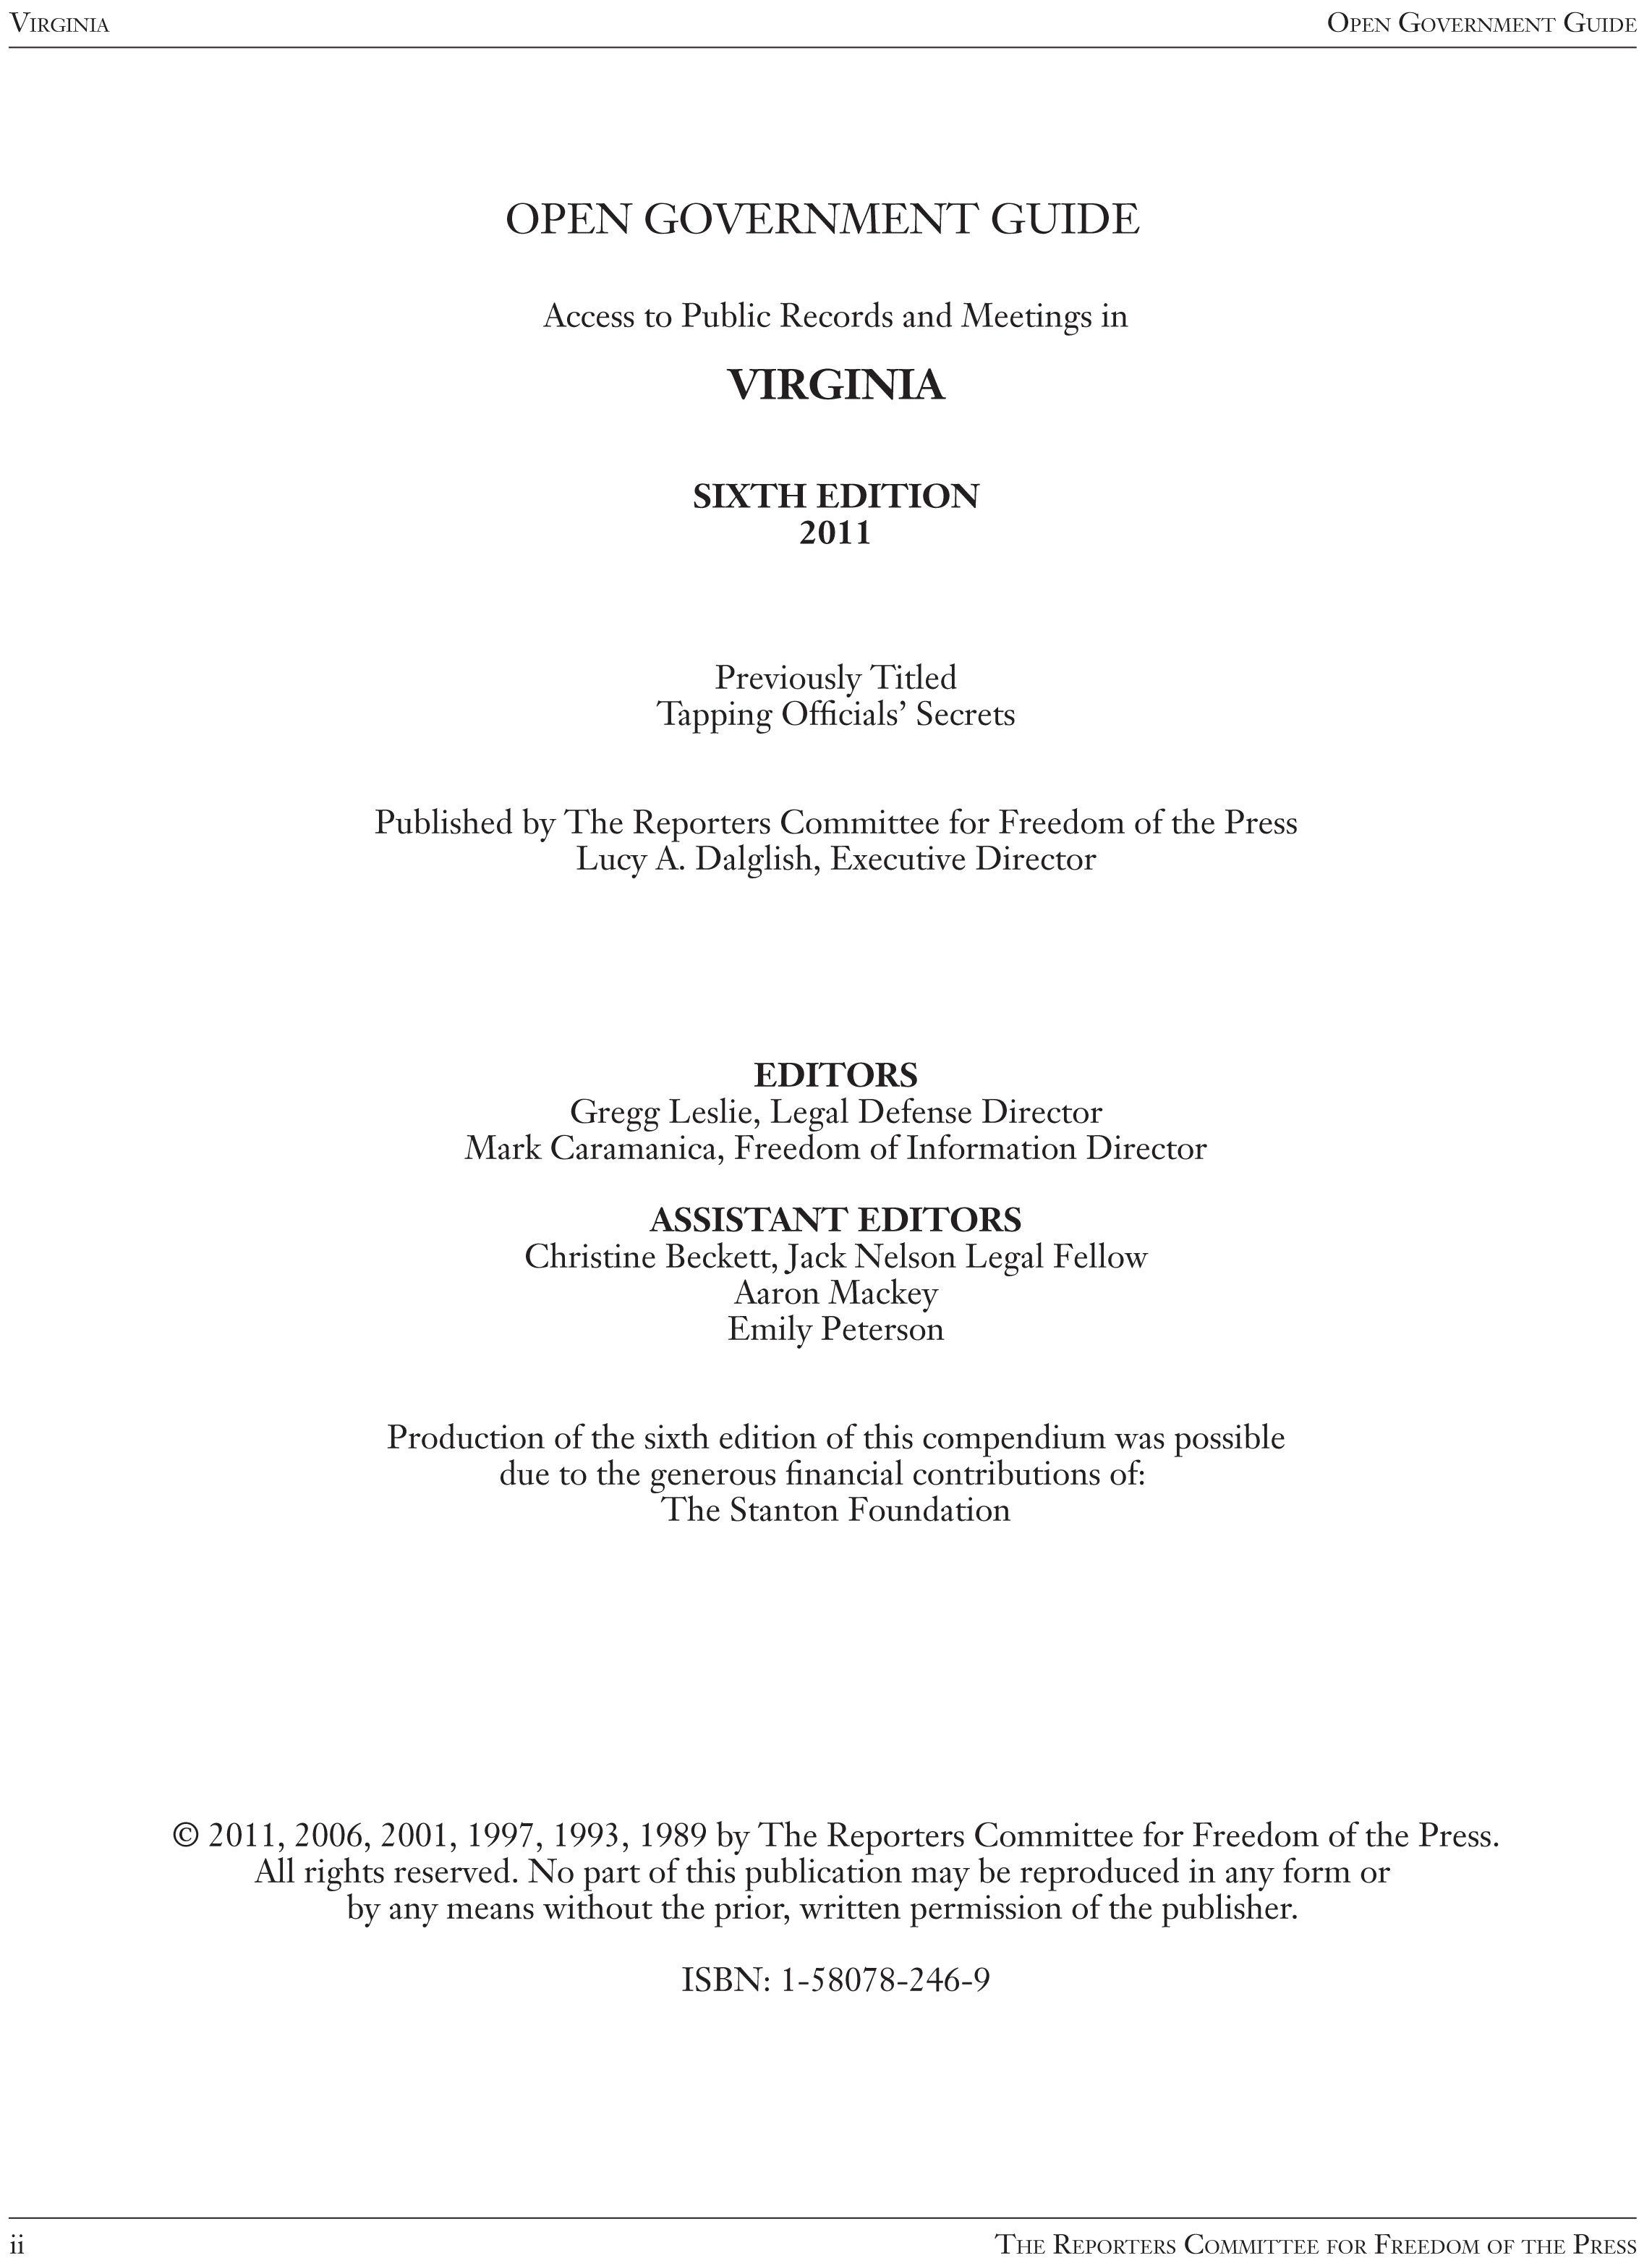 Virginia
Open Government Guide
OPEN GOVERNMENT GUIDE
Access to Public Records and Meetings in
VIRGINIA
SIXTH EDITION
2011
Previously Titled
Tapping Officials’ Secrets
Published by The Reporters Committee for Freedom of the Press
Lucy A. Dalglish, Executive Director
EDITORS
Gregg Leslie, Legal Defense Director
Mark Caramanica, Freedom of Information Director
ASSISTANT EDITORS
Christine Beckett, Jack Nelson Legal Fellow
Aaron Mackey
Emily Peterson
Production of the sixth edition of this compendium was possible
due to the generous financial contributions of:
The Stanton Foundation
© 2011, 2006, 2001, 1997, 1993, 1989 by The Reporters Committee for Freedom of the Press.
All rights reserved. No part of this publication may be reproduced in any form or
by any means without the prior, written permission of the publisher.
ISBN: 1-58078-246-9
ii
The Reporters Committee for Freedom of the Press